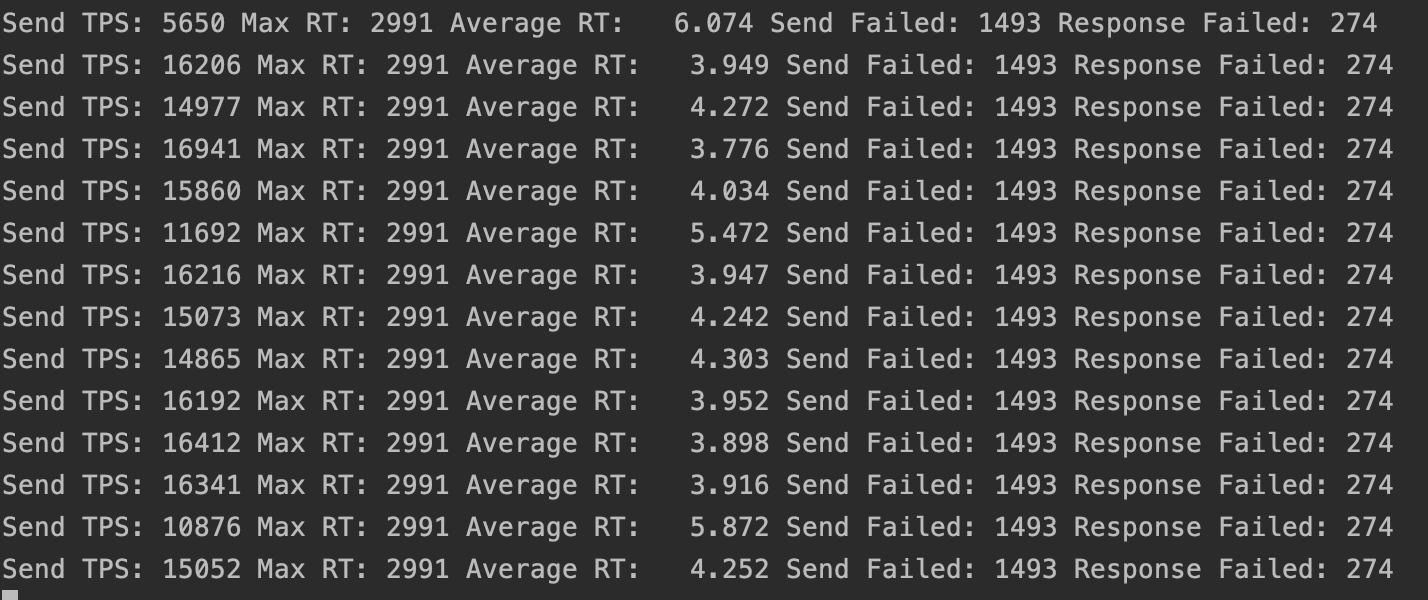 Send TPS: 5650 Max RT: 2991 Average RT:   6.074 Send Failed: 1493 Response Failed: 274
Send TPS: 16206 Max RT: 2991 Average RT:   3.949 Send Failed: 1493 Response Failed: 274
Send TPS: 14977 Max RT: 2991 Average RT:   4.272 Send Failed: 1493 Response Failed: 274
Send TPS: 16941 Max RT: 2991 Average RT:   3.776 Send Failed: 1493 Response Failed: 274
Send TPS: 15860 Max RT: 2991 Average RT:   4.034 Send Failed: 1493 Response Failed: 274
Send TPS: 11692 Max RT: 2991 Average RT:   5.472 Send Failed: 1493 Response Failed: 274
Send TPS: 16216 Max RT: 2991 Average RT:   3.947 Send Failed: 1493 Response Failed: 274
Send TPS: 15073 Max RT: 2991 Average RT:   4.242 Send Failed: 1493 Response Failed: 274
Send TPS: 14865 Max RT: 2991 Average RT:   4.303 Send Failed: 1493 Response Failed: 274
Send TPS: 16192 Max RT: 2991 Average RT:   3.952 Send Failed: 1493 Response Failed: 274
Send TPS: 16412 Max RT: 2991 Average RT:   3.898 Send Failed: 1493 Response Failed: 274
Send TPS: 16341 Max RT: 2991 Average RT:   3.916 Send Failed: 1493 Response Failed: 274
Send TPS: 10876 Max RT: 2991 Average RT:   5.872 Send Failed: 1493 Response Failed: 274
Send TPS: 15052 Max RT: 2991 Average RT:   4.252 Send Failed: 1493 Response Failed: 274